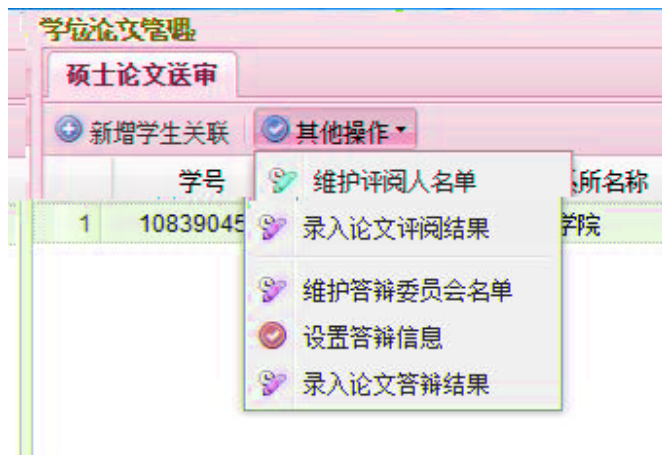 学位论文管理
硕士论文送审
新增学生关联 其他操作
学号 所名称
1 10839045 学院
维护评阅人名单
录入论文评阅结果
维护答辩委员会名单
设置答辩信息
录入论文答辩结果